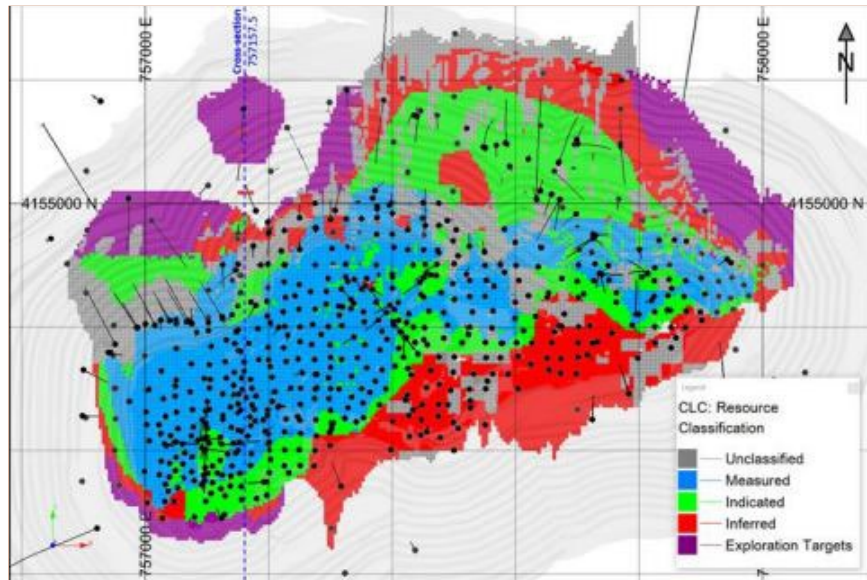 757000 E
Cross-section
757157.5
758000 E
N
4155000 N
4155000 N
Legend
CLC: Resource
Classification
Unclassified
Measured
Indicated
Inferred
Exploration Targets
757000 E